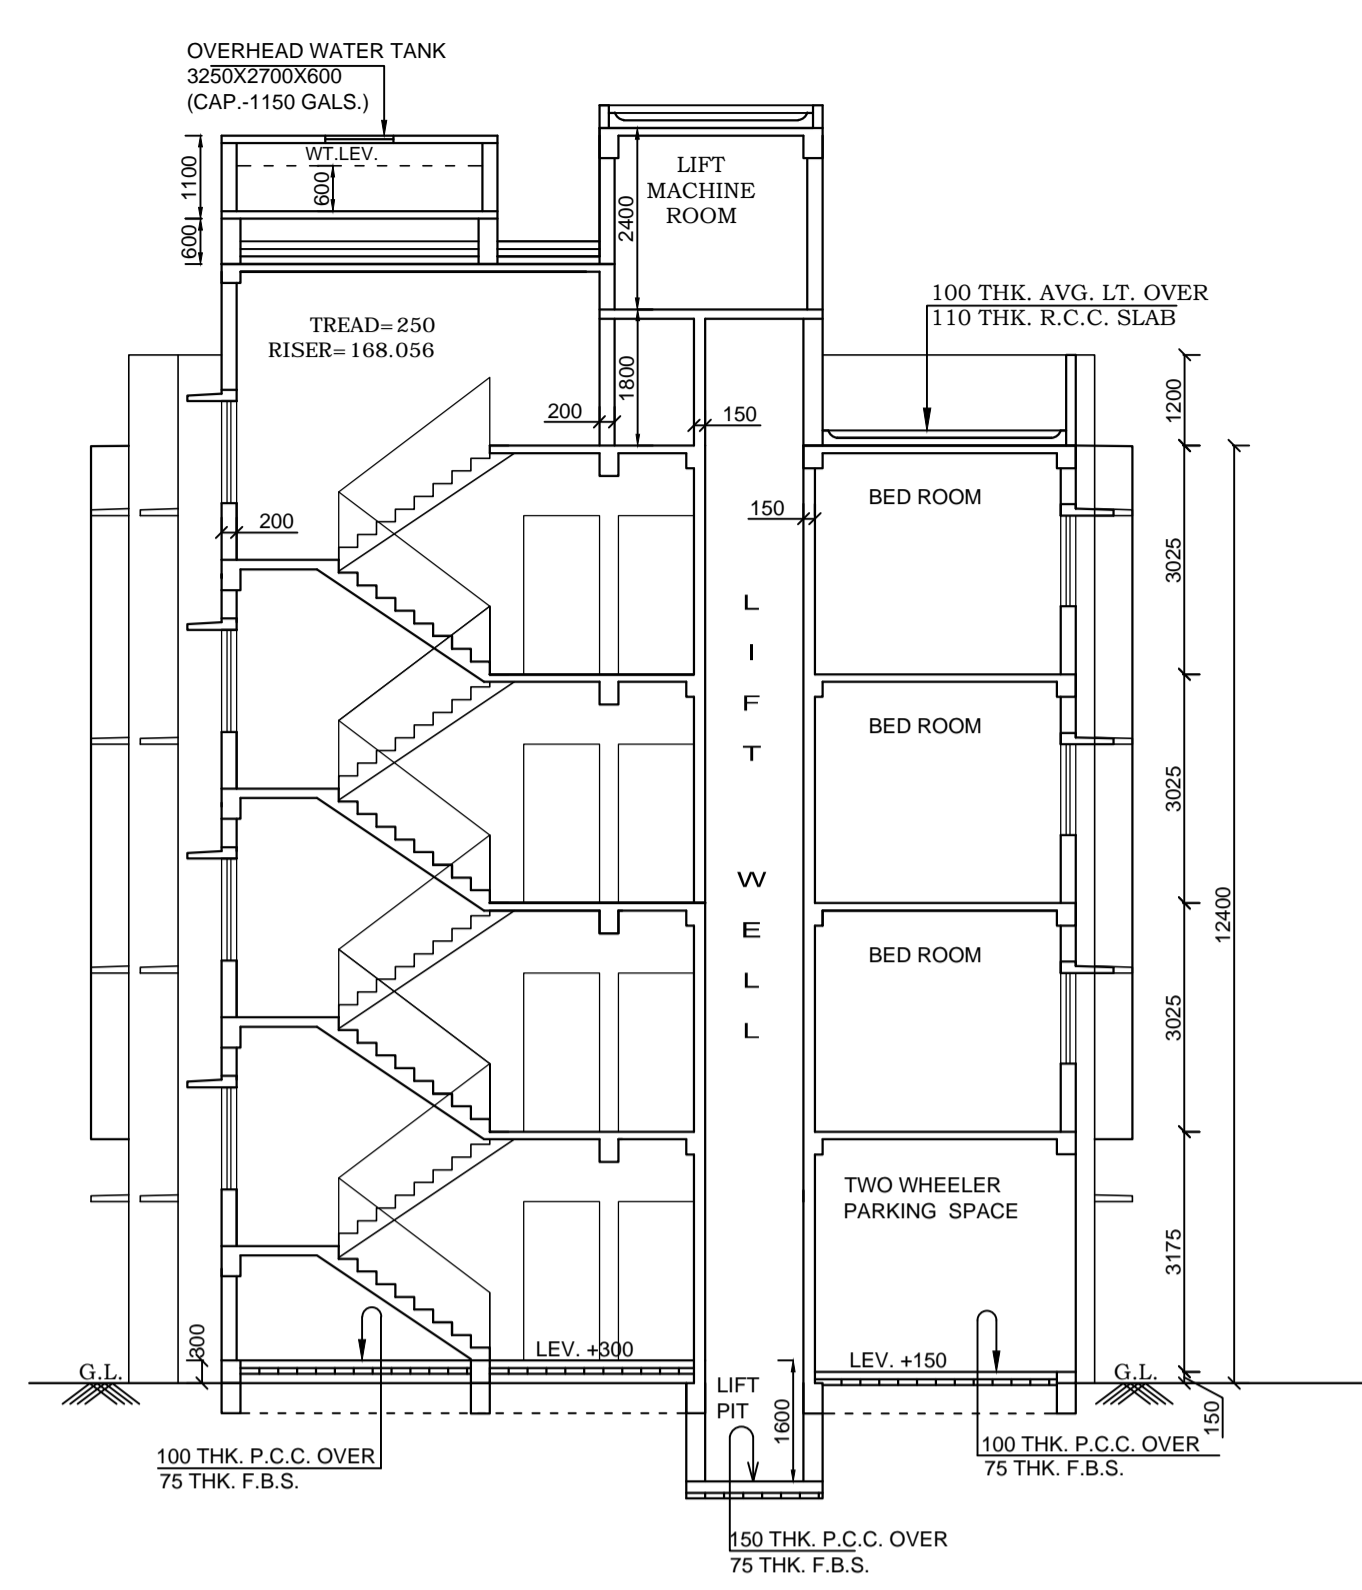 OVERHEAD WATER TANK
3250X2700X600
(CAP.-1150 GALS.)
WT.LEV.
1100
600
600
LIFT
MACHINE
ROOM
2400
TREAD=250
RISER=168.056
100 THK. AVG. LT. OVER
110 THK. R.C.C. SLAB
1800
1200
200
150
BED ROOM
150
200
3025
L
I
F
T
BED ROOM
3025
W
E
L
L
12400
BED ROOM
3025
TWO WHEELER
PARKING SPACE
3175
300
LEV. +300
LEV. +150
G.L.
G.L.
LIFT
PIT
1600
150
100 THK. P.C.C. OVER
75 THK. F.B.S.
100 THK. P.C.C. OVER
75 THK. F.B.S.
150 THK. P.C.C. OVER
75 THK. F.B.S.